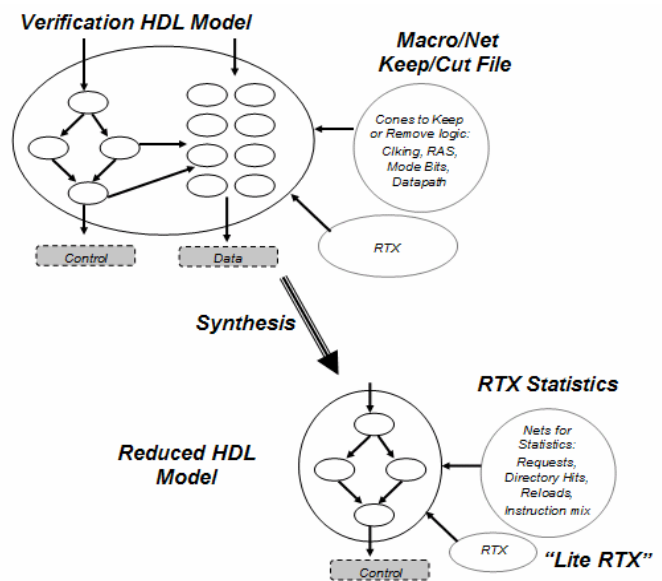 Verification HDL Model
Macro/Net
Keep/Cut File
Cones to Keep
or Remove logic:
Clking, RAS,
Mode Bits,
Datapath,
RTX
Control
Data
Synthesis
RTX Statistics
Nets for
Statistics:
Requests,
Directory Hits,
Reloads,
Instruction mix
Reduced HDL
Model
RTX
"Lite RTX"
Control